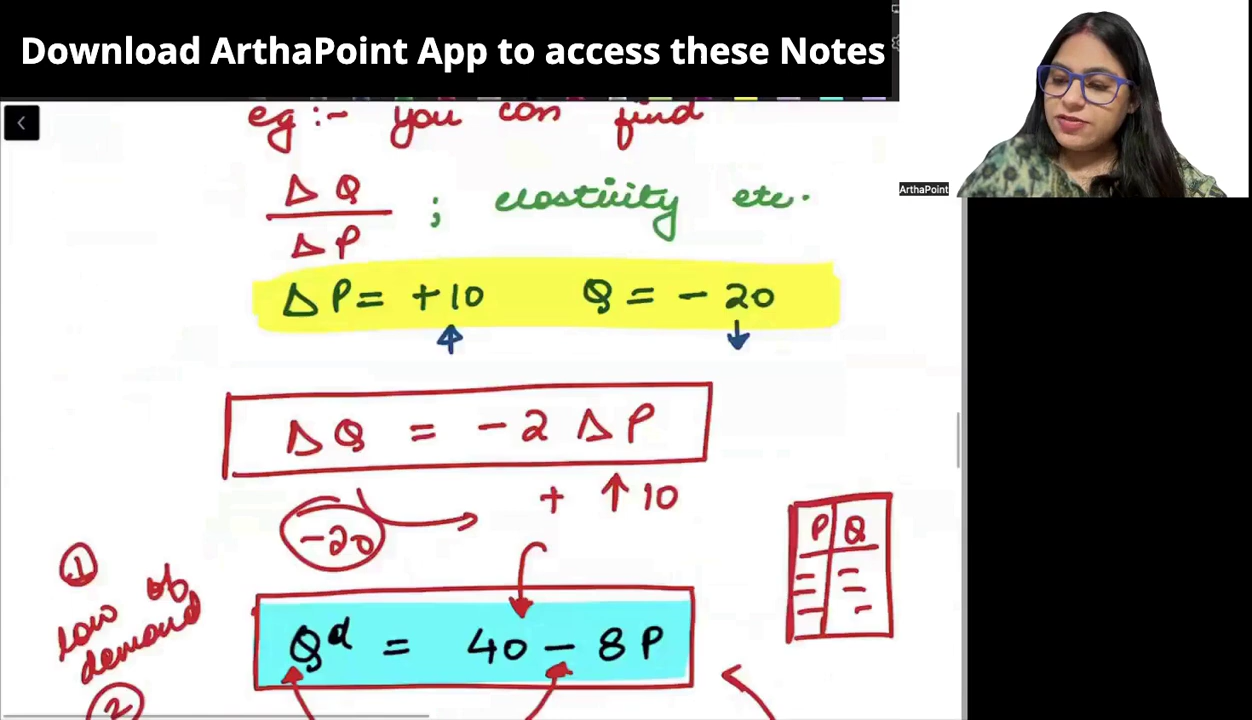 Download ArthaPoint App to access these Notes
ArthaPoint
eg :- you can find
ΔQ
ΔP
; elasticity etc.
ΔP = +10 Q = - 20
ΔQ = -2 ΔP
+ ↑ 10
-20
P Q
① law of demand
Qᵈ = 40 - 8P
②